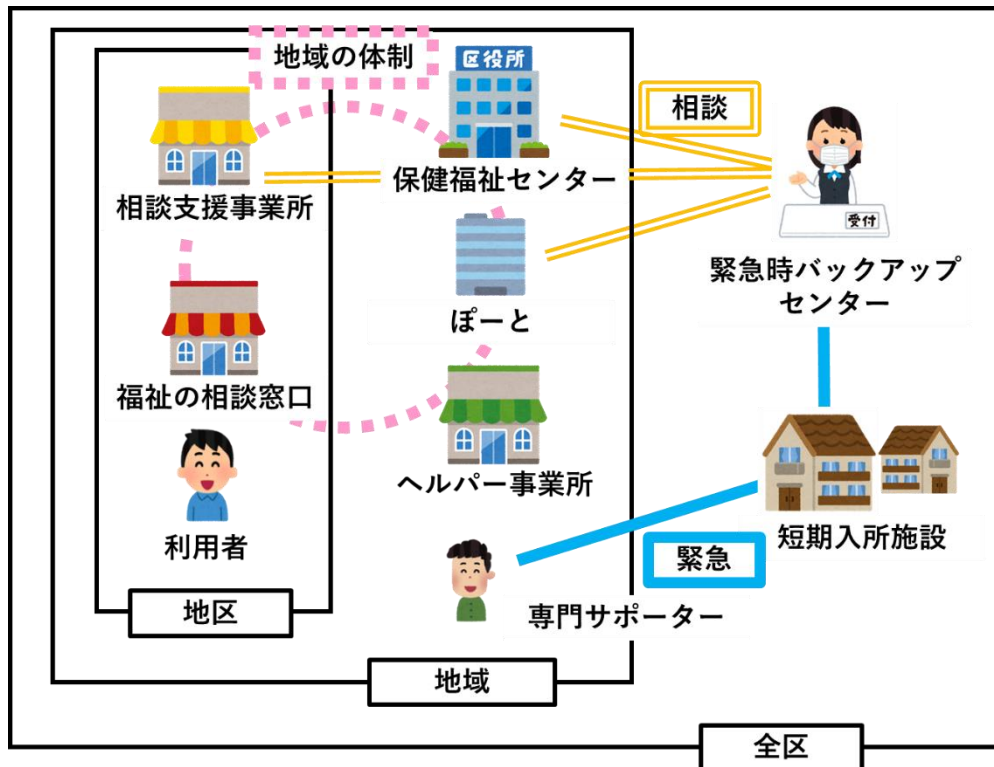 地域の体制
区役所
相談
相談支援事業所
保健福祉センター
受付
緊急時バックアップ
センター
ぽーと
福祉の相談窓口
ヘルパー事業所
利用者
短期入所施設
緊急
専門サポーター
地区
地域
全区